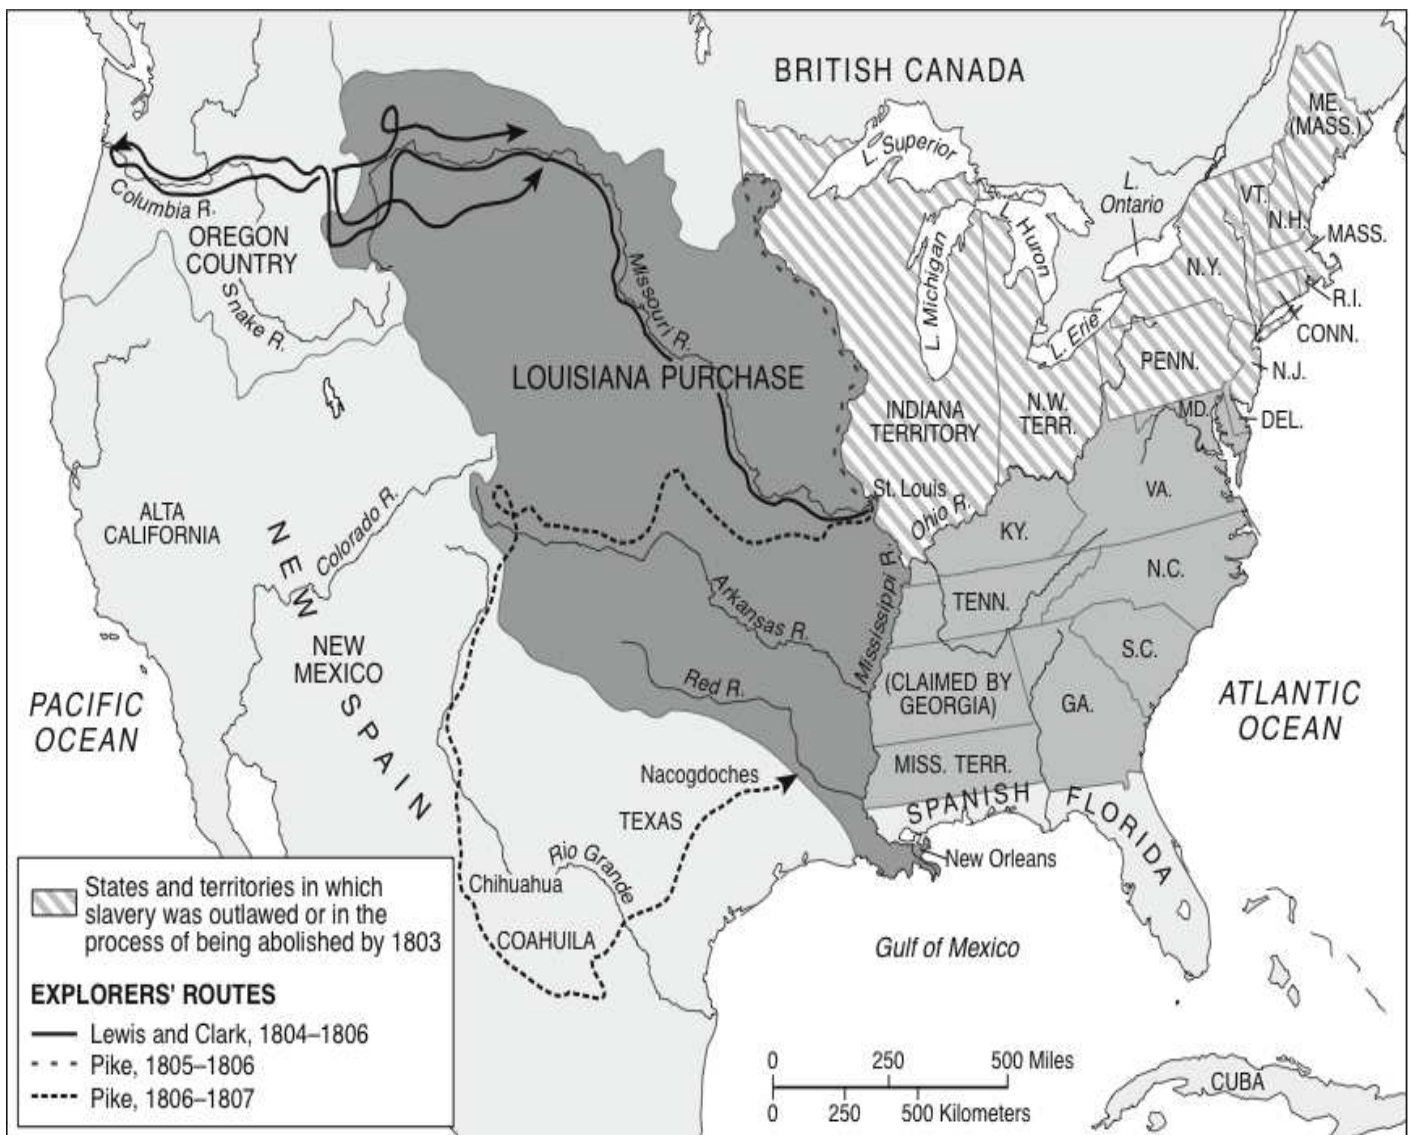 BRITISH CANADA
ME.
(MASS.)
L. Superior
L.
Ontario
VT.
N.H.
MASS.
Columbia R.
OREGON
COUNTRY
L. Michigan
Huron
N.Y.
R.I.
Missouri R.
Snake R.
L. Erie
CONN.
LOUISIANA PURCHASE
PENN.
N.J.
INDIANA
TERRITORY
N.W.
TERR.
MD.
DEL.
St. Louis
VA.
ALTA
CALIFORNIA
Colorado R.
Ohio R.
KY.
NEW SPAIN
N.C.
TENN.
Arkansas R.
Mississippi R.
NEW
MEXICO
S.C.
Red R.
(CLAIMED BY
GEORGIA)
GA.
PACIFIC
OCEAN
ATLANTIC
OCEAN
MISS. TERR.
Nacogdoches
SPANISH FLORIDA
TEXAS
New Orleans
Rio Grande
Chihuahua
COAHUILA
Gulf of Mexico
States and territories in which
slavery was outlawed or in the
process of being abolished by 1803
EXPLORERS' ROUTES
Lewis and Clark, 1804–1806
Pike, 1805–1806
Pike, 1806–1807
0 250 500 Miles
0 250 500 Kilometers
CUBA